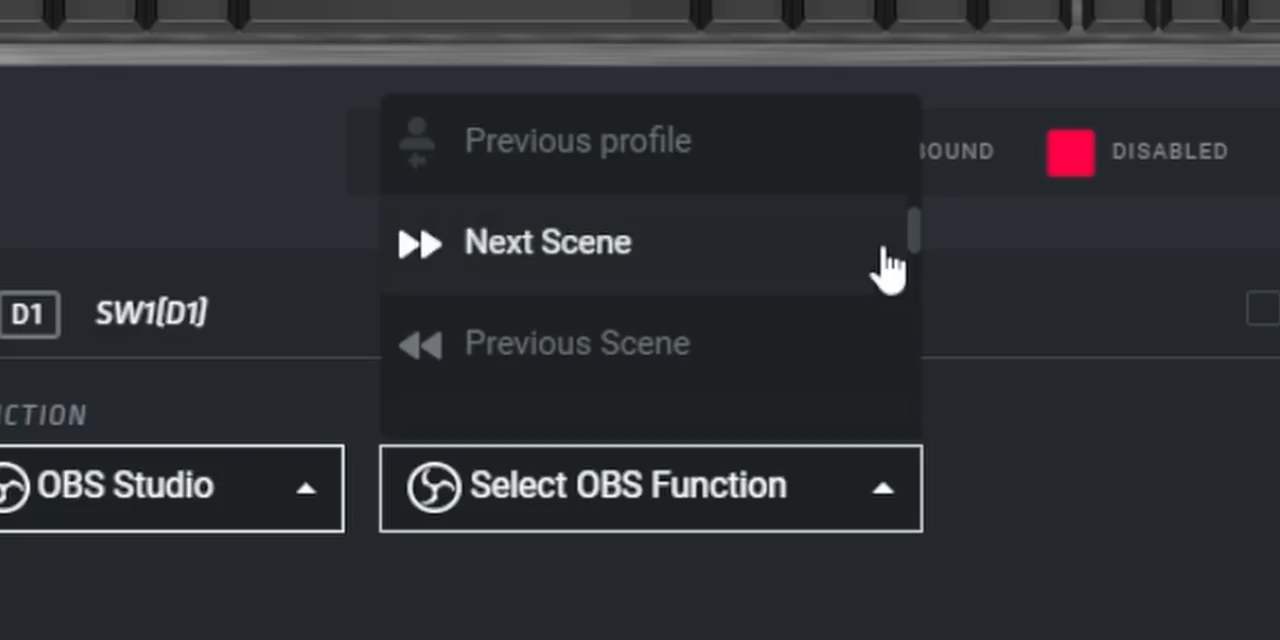 Previous profile
BOUND DISABLED
Next Scene
D1 SW1(D1)
Previous Scene
CTION
OBS Studio Select OBS Function